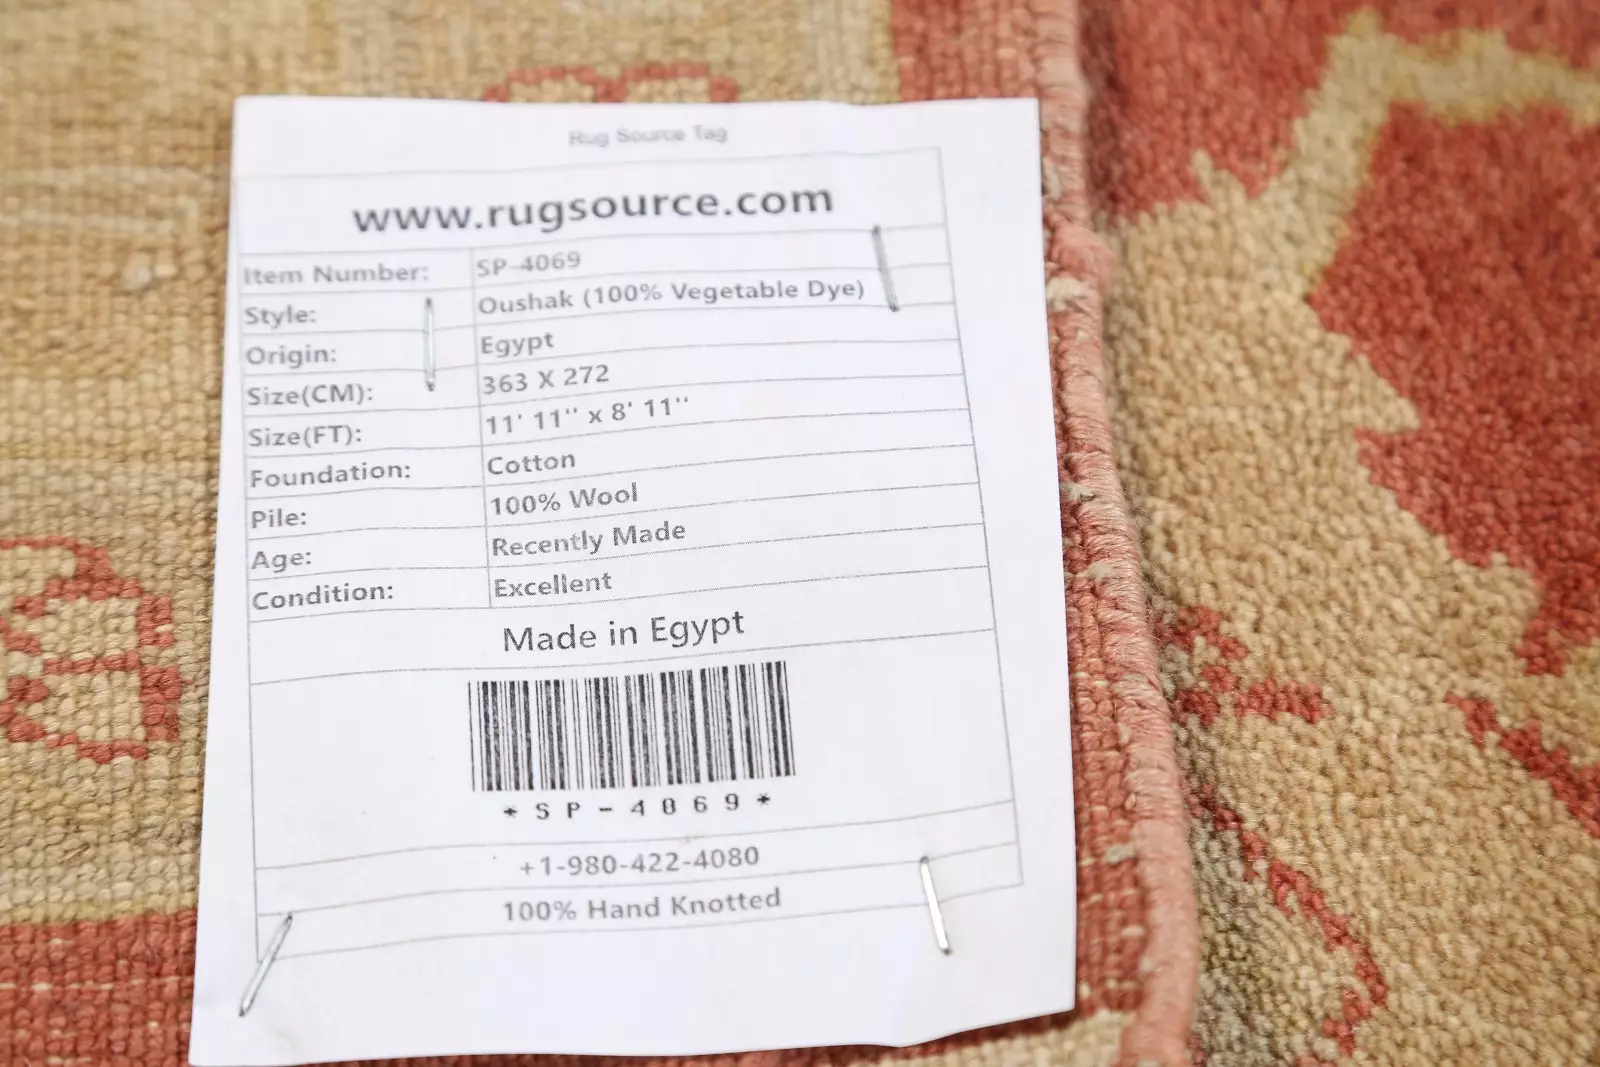 Rug Source Tag
www.rugsource.com
Item Number: SP-4069
Style: Oushak (100% Vegetable Dye)
Origin: Egypt
Size(CM): 363 X 272
Size(FT): 11' 11'' x 8' 11''
Foundation: Cotton
Pile: 100% Wool
Age: Recently Made
Condition: Excellent
Made in Egypt
*SP-4069*
+1-980-422-4080
100% Hand Knotted